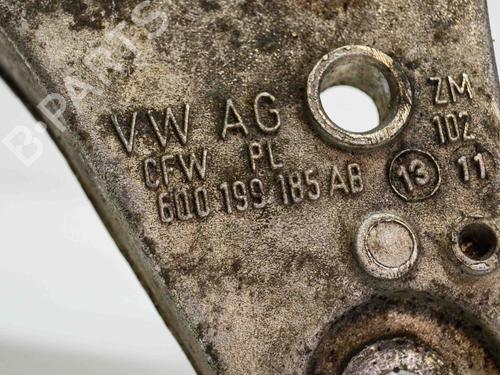 B-PARTS
VW AG
ZM
CFW PL
102
6Q0 199 185 AB
13 11